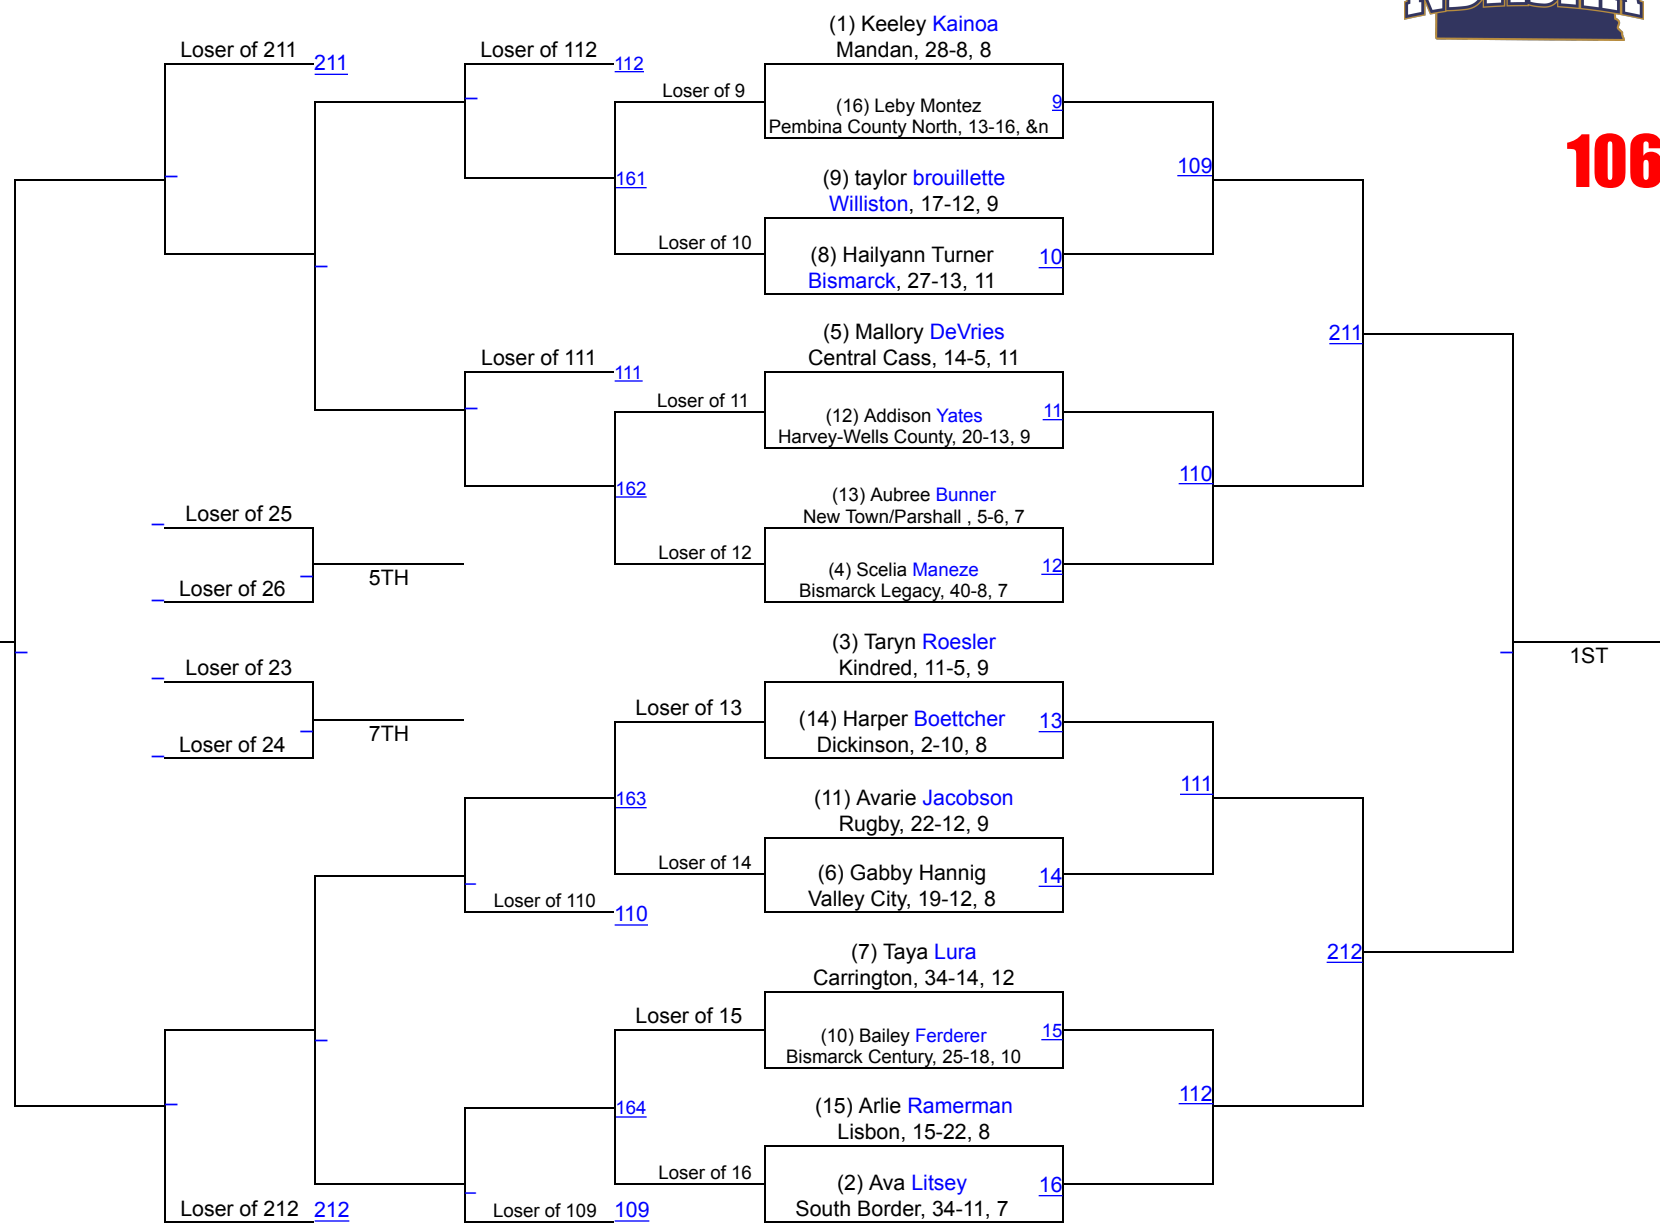 NDHSAA
106
Loser of 211
211
Loser of 112
112
Loser of 9
161
Loser of 10
Loser of 111
111
Loser of 11
162
Loser of 12
Loser of 25
Loser of 26
5TH
Loser of 23
Loser of 24
7TH
Loser of 13
163
Loser of 14
Loser of 110
110
Loser of 15
164
Loser of 16
Loser of 212
212
Loser of 109
109
(1) Keeley Kainoa
Mandan, 28-8, 8
(16) Leby Montez
Pembina County North, 13-16, &n
9
(9) taylor brouillette
Williston, 17-12, 9
(8) Hailyann Turner
Bismarck, 27-13, 11
10
(5) Mallory DeVries
Central Cass, 14-5, 11
(12) Addison Yates
Harvey-Wells County, 20-13, 9
11
(13) Aubree Bunner
New Town/Parshall , 5-6, 7
(4) Scelia Maneze
Bismarck Legacy, 40-8, 7
12
(3) Taryn Roesler
Kindred, 11-5, 9
(14) Harper Boettcher
Dickinson, 2-10, 8
13
(11) Avarie Jacobson
Rugby, 22-12, 9
(6) Gabby Hannig
Valley City, 19-12, 8
14
(7) Taya Lura
Carrington, 34-14, 12
(10) Bailey Ferderer
Bismarck Century, 25-18, 10
15
(15) Arlie Ramerman
Lisbon, 15-22, 8
(2) Ava Litsey
South Border, 34-11, 7
16
109
110
111
112
211
212
1ST